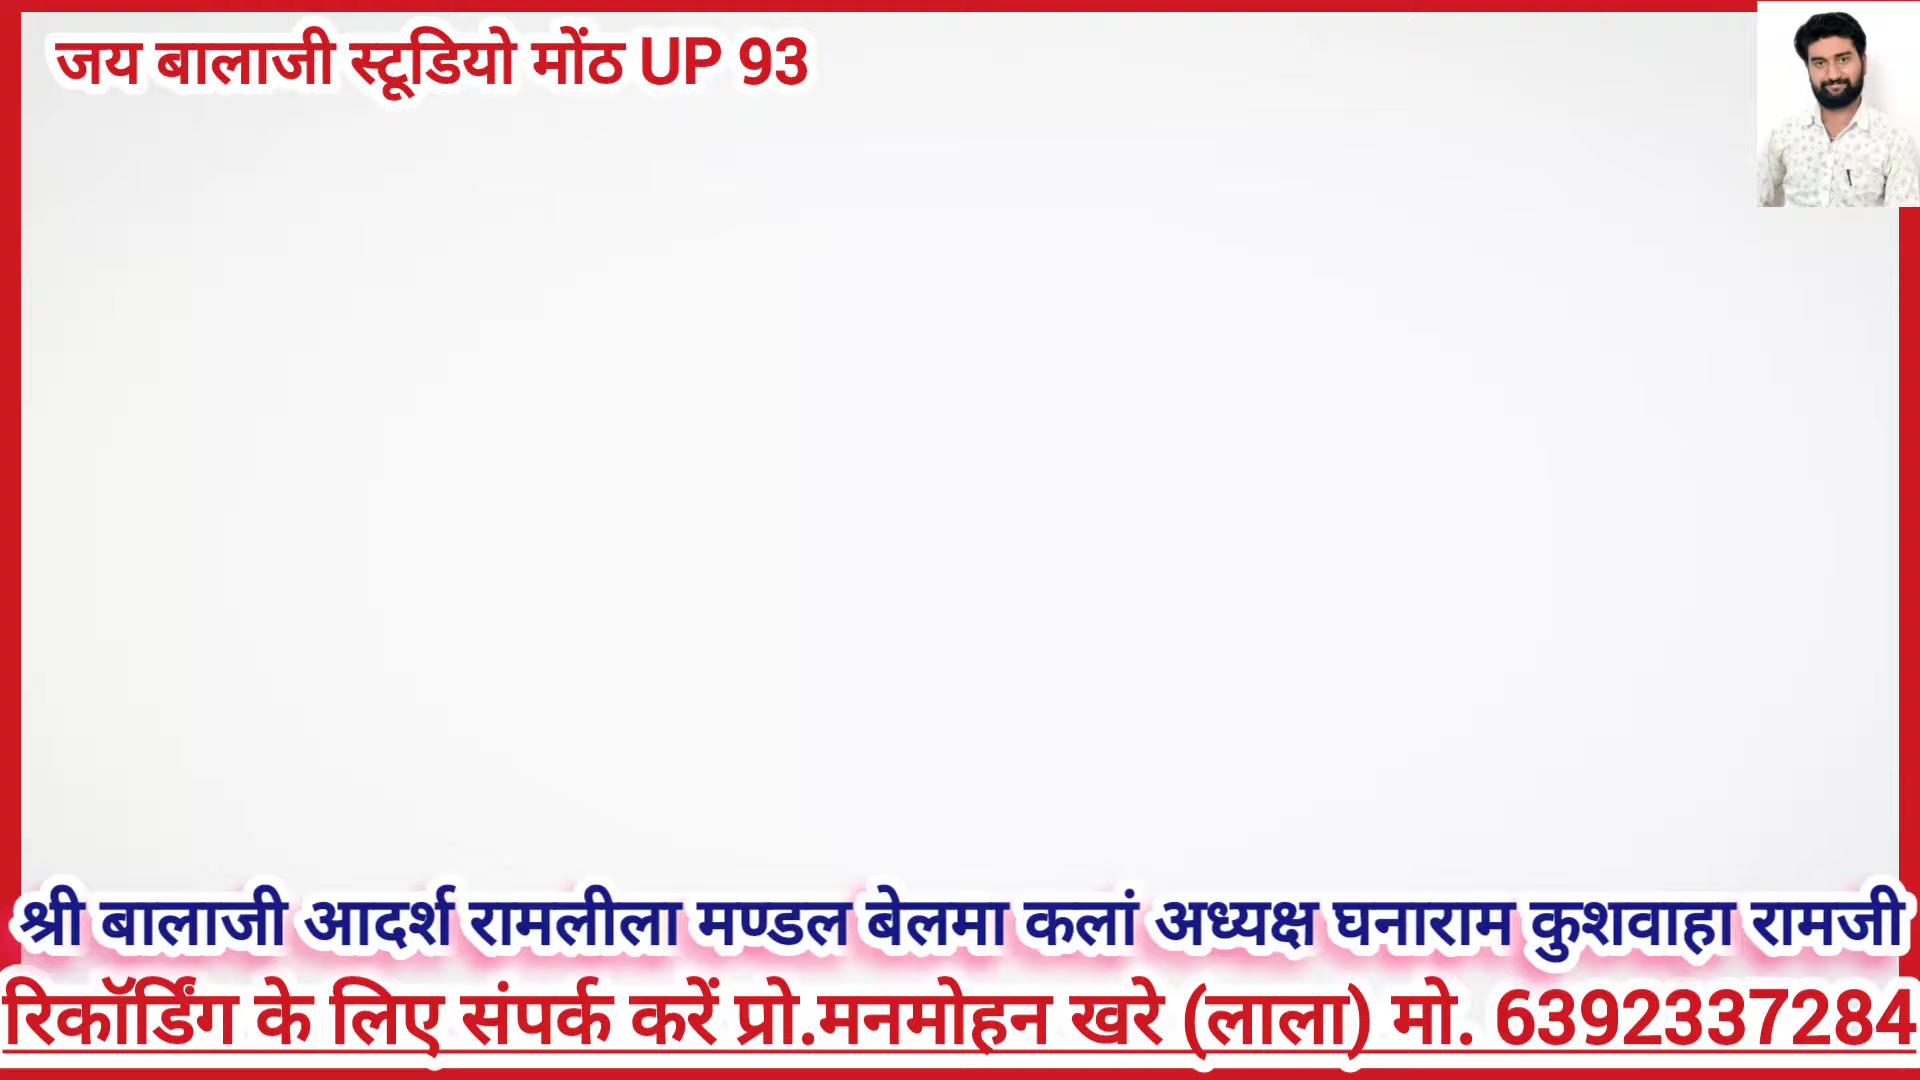 जय बालाजी स्टूडियो मोंठ UP 93
श्री बालाजी आदर्श रामलीला मण्डल बेलमा कलां अध्यक्ष घनाराम कुशवाहा रामजी
रिकॉर्डिंग के लिए संपर्क करें प्रो.मनमोहन खरे (लाला) मो. 6392337284